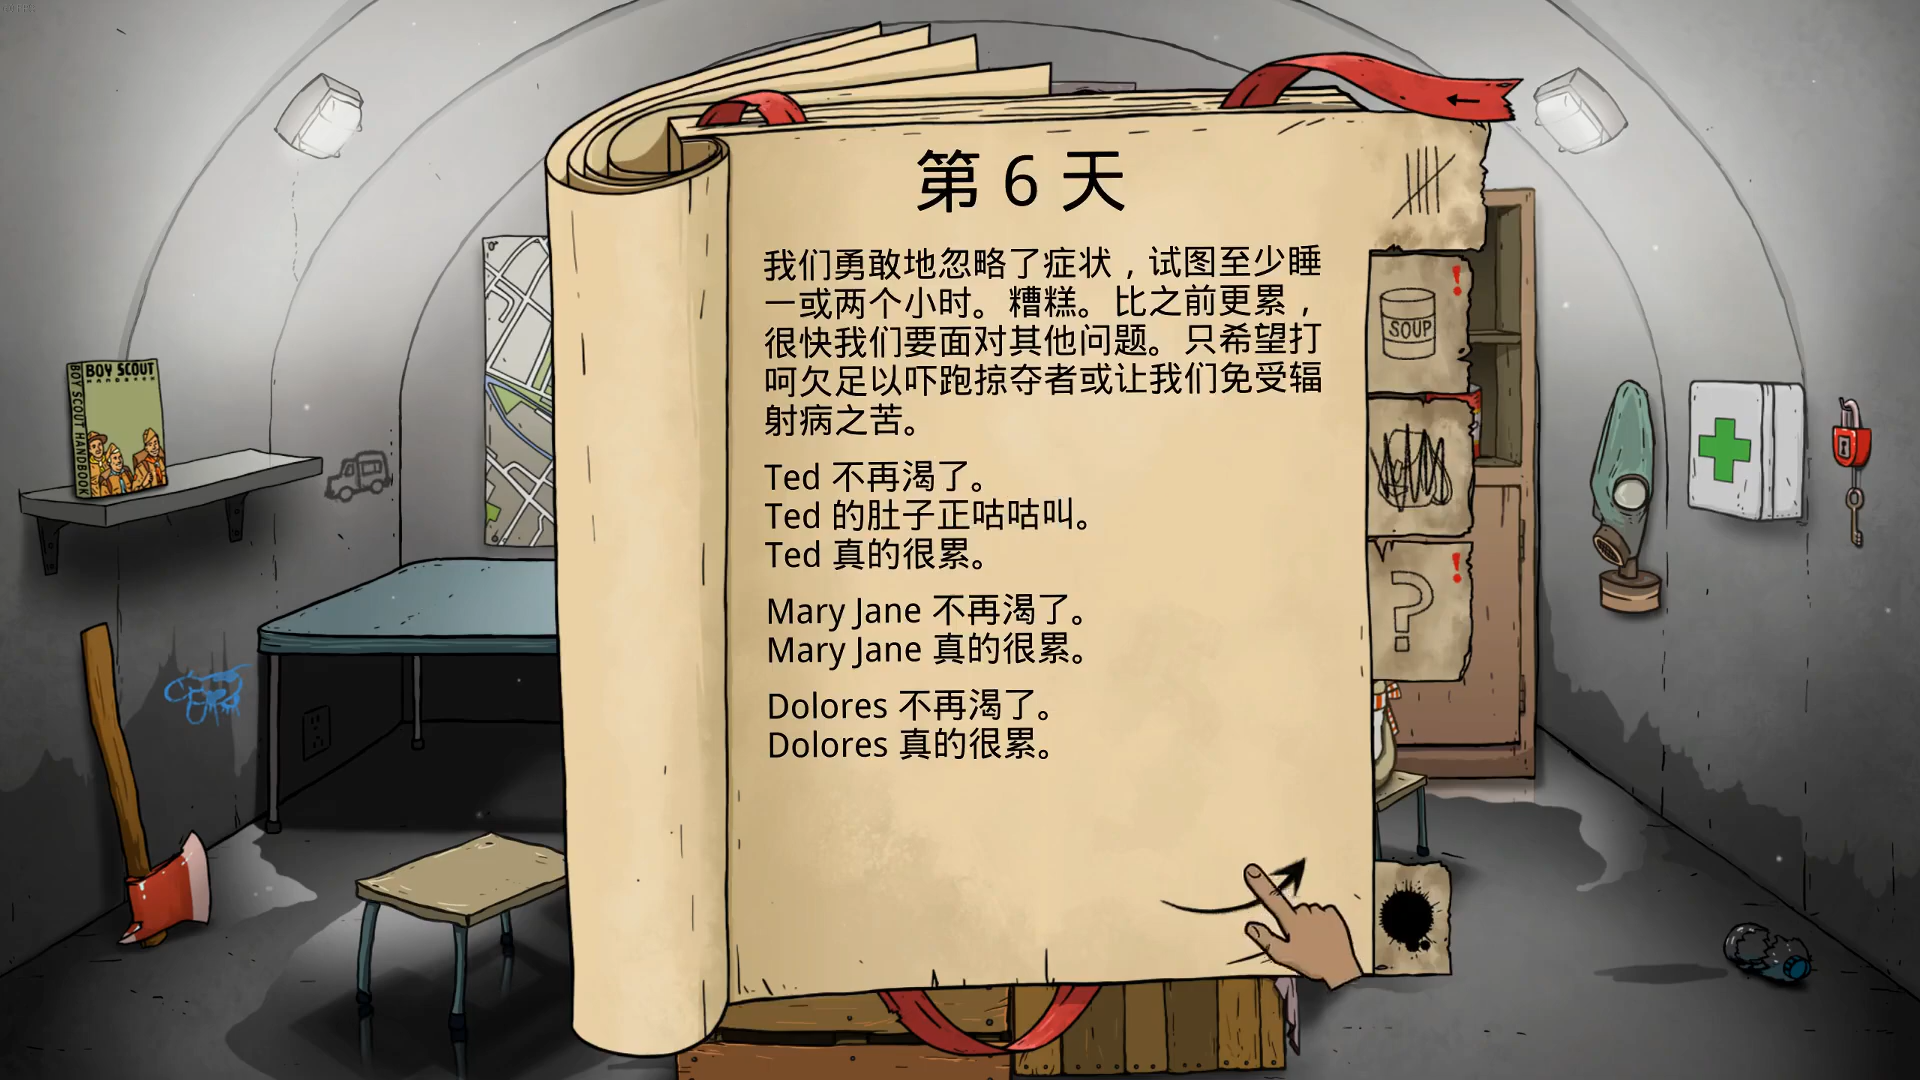 第 6 天
我们勇敢地忽略了症状，试图至少睡
一或两个小时。糟糕。比之前更累，
很快我们要面对其他问题。只希望打
呵欠足以吓跑掠夺者或让我们免受辐
射病之苦。
Ted 不再渴了。
Ted 的肚子正咕咕叫。
Ted 真的很累。
Mary Jane 不再渴了。
Mary Jane 真的很累。
Dolores 不再渴了。
Dolores 真的很累。
!
SOUP
!
?
BOY SCOUT
HANDBOOK
BOY SCOUT HANDBOOK